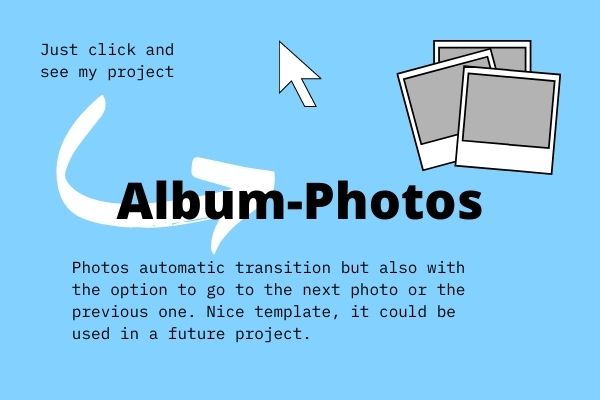 Just click and
see my project
Album-Photos
Photos automatic transition but also with
the option to go to the next photo or the
previous one. Nice template, it could be
used in a future project.